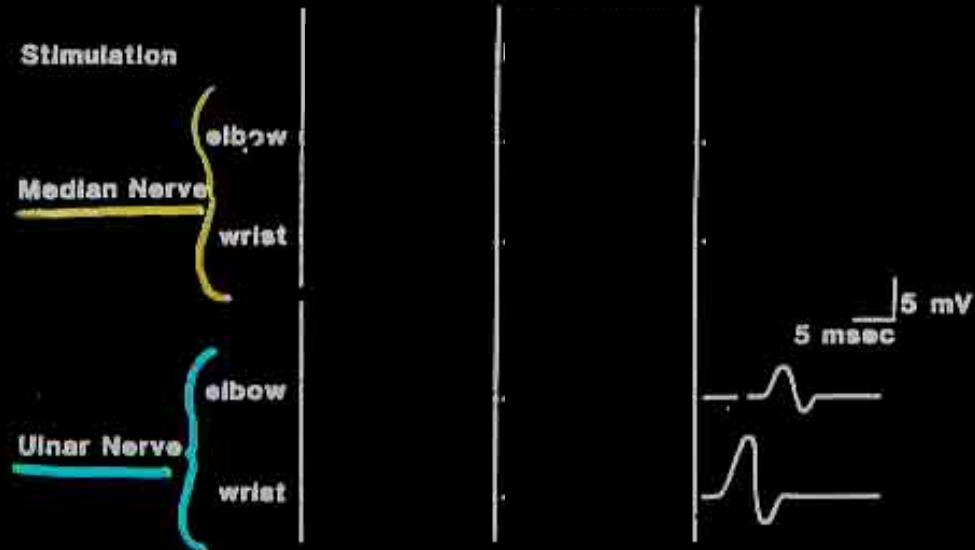 Stimulation
elbow
Median Nerve
wrist
5 mV
5 msec
elbow
Ulnar Nerve
wrist